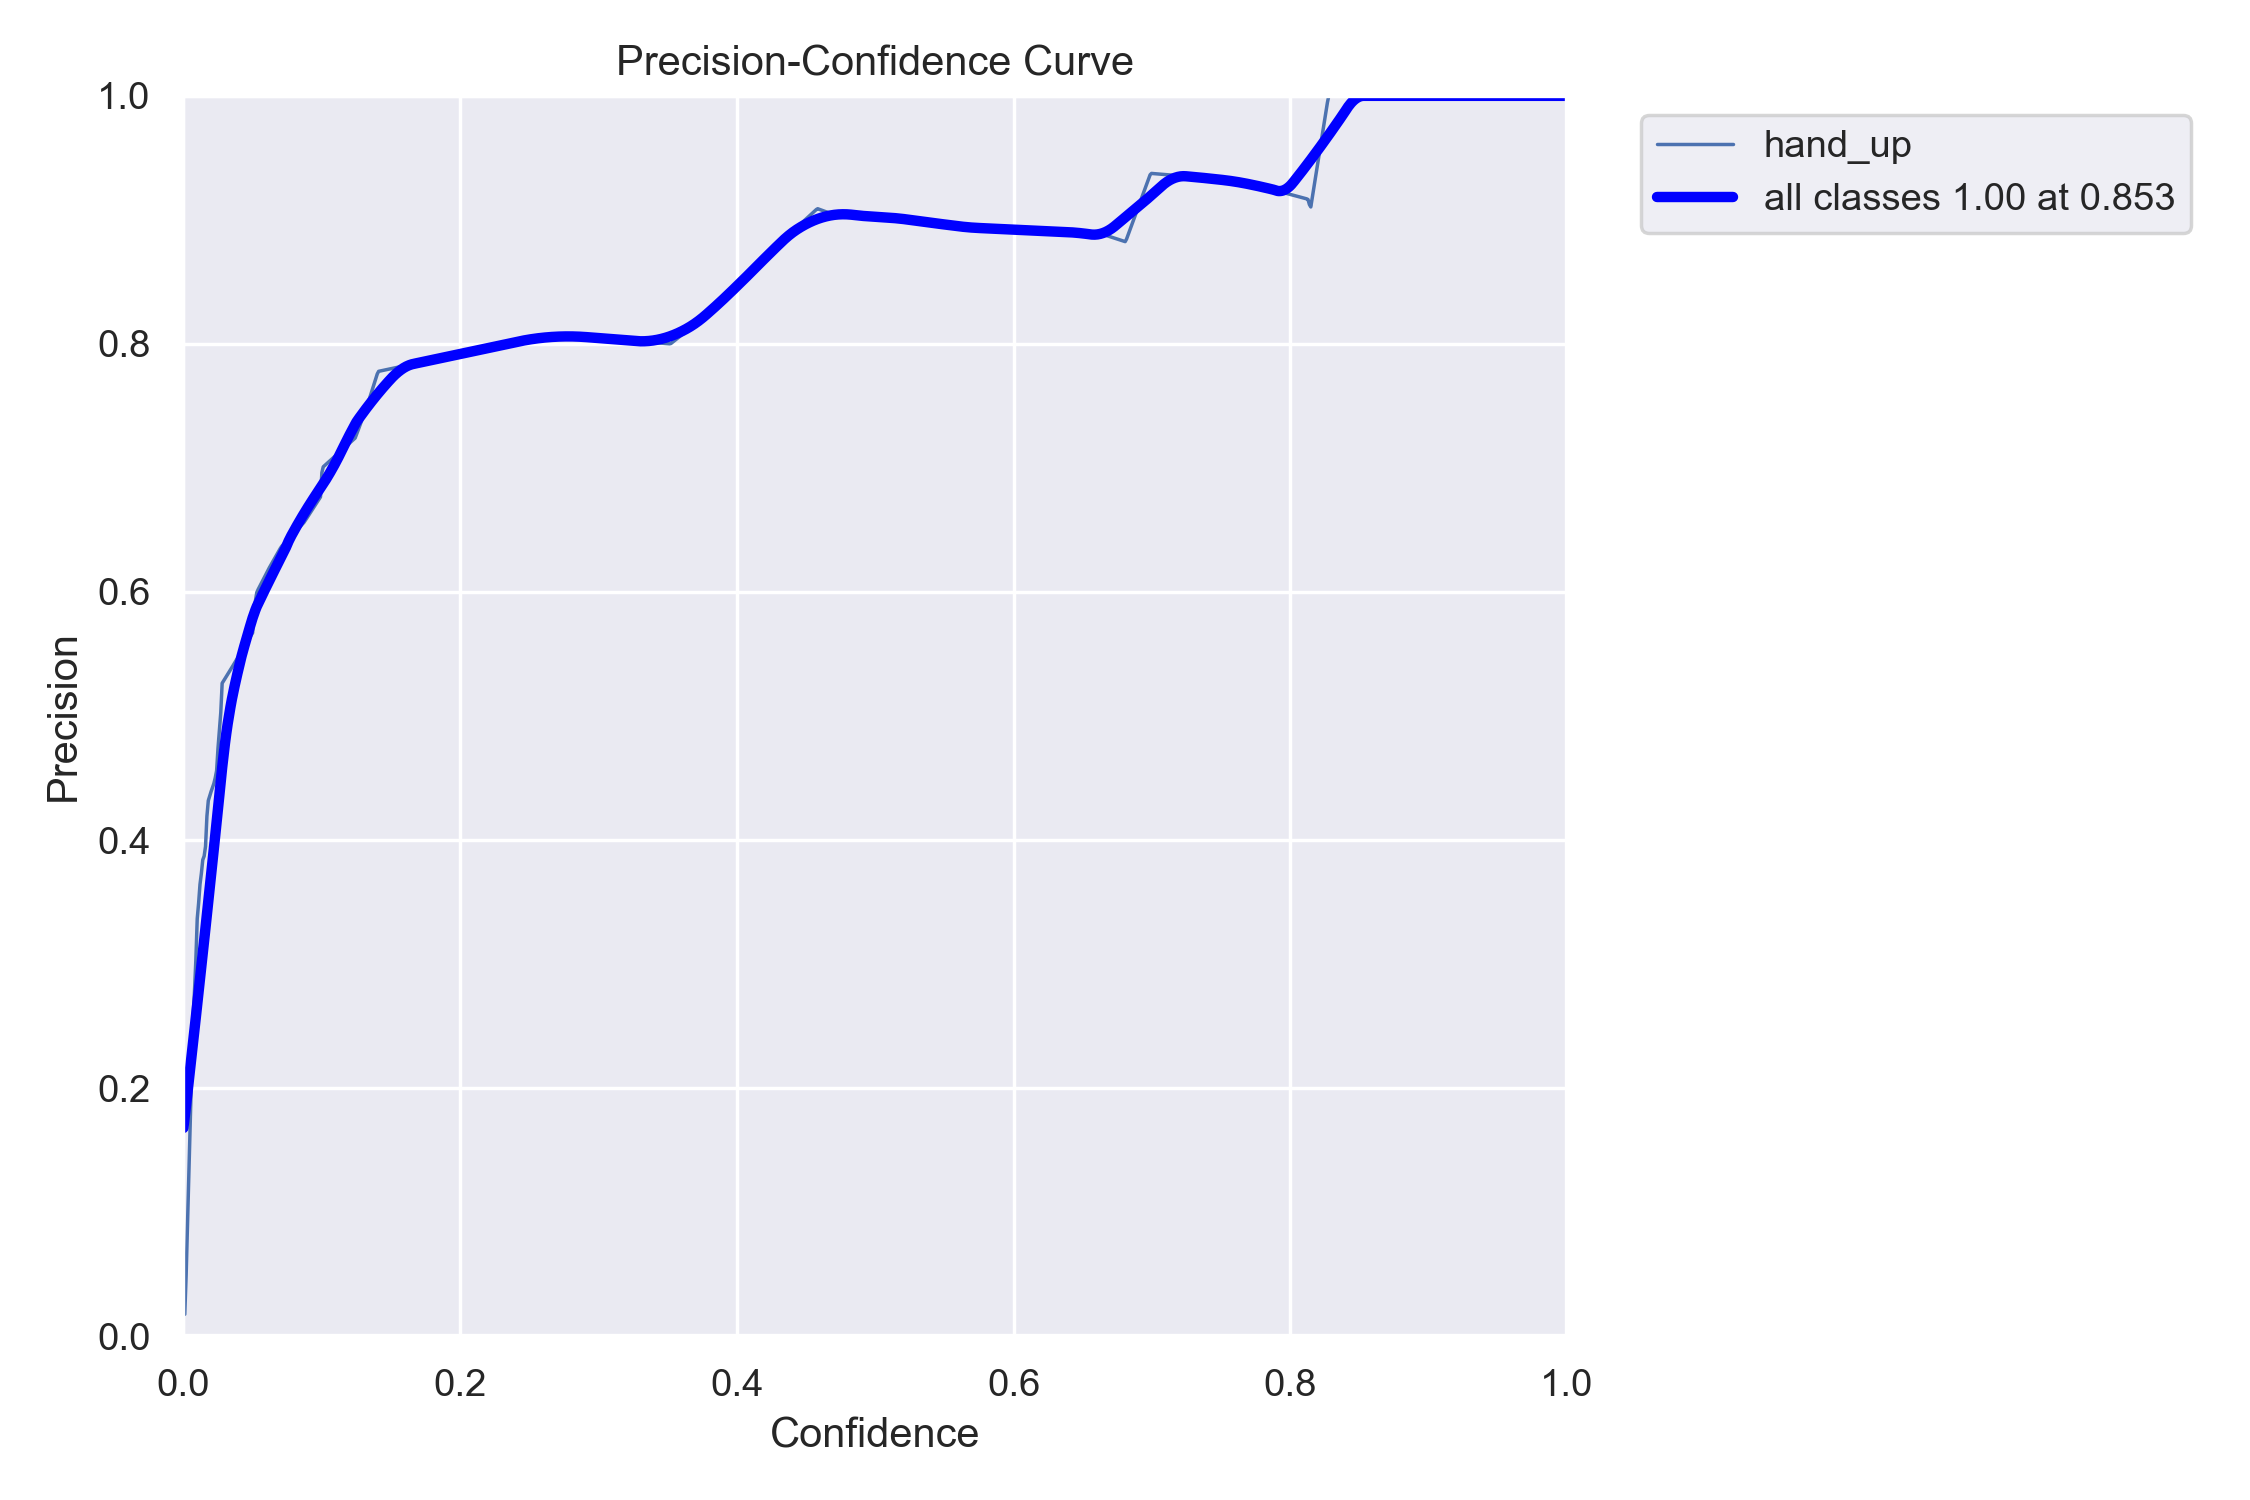 Precision-Confidence Curve
1.0
0.8
0.6
0.4
0.2
0.0
Precision
0.0 0.2 0.4 0.6 0.8 1.0
Confidence
hand_up
all classes 1.00 at 0.853